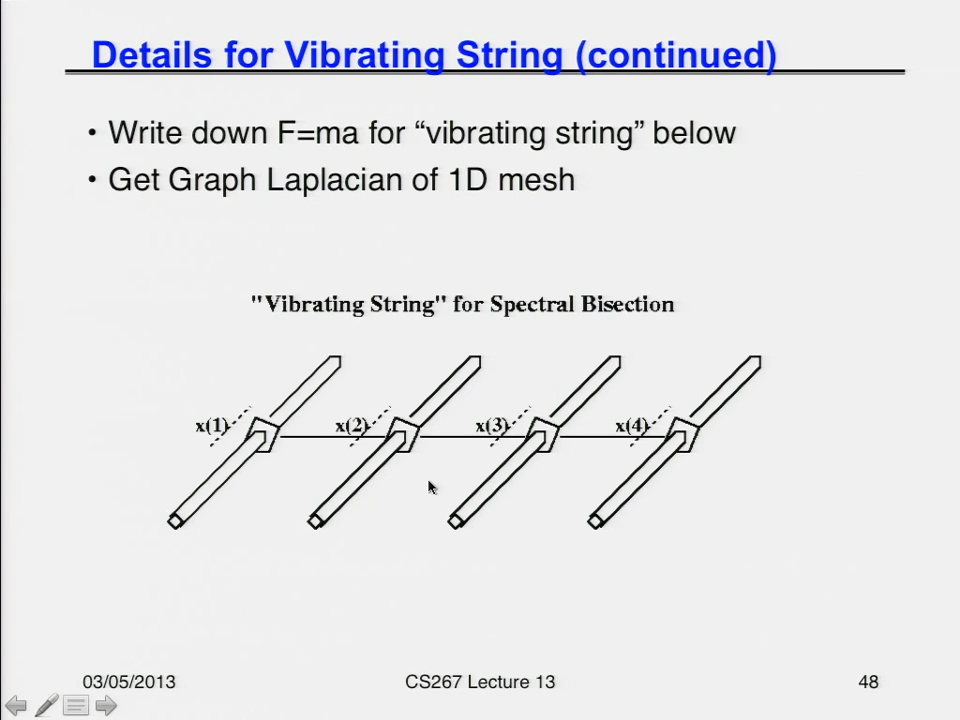 Details for Vibrating String (continued)
• Write down F=ma for “vibrating string” below
• Get Graph Laplacian of 1D mesh
"Vibrating String" for Spectral Bisection
x(1) x(2) x(3) x(4)
03/05/2013 CS267 Lecture 13 48